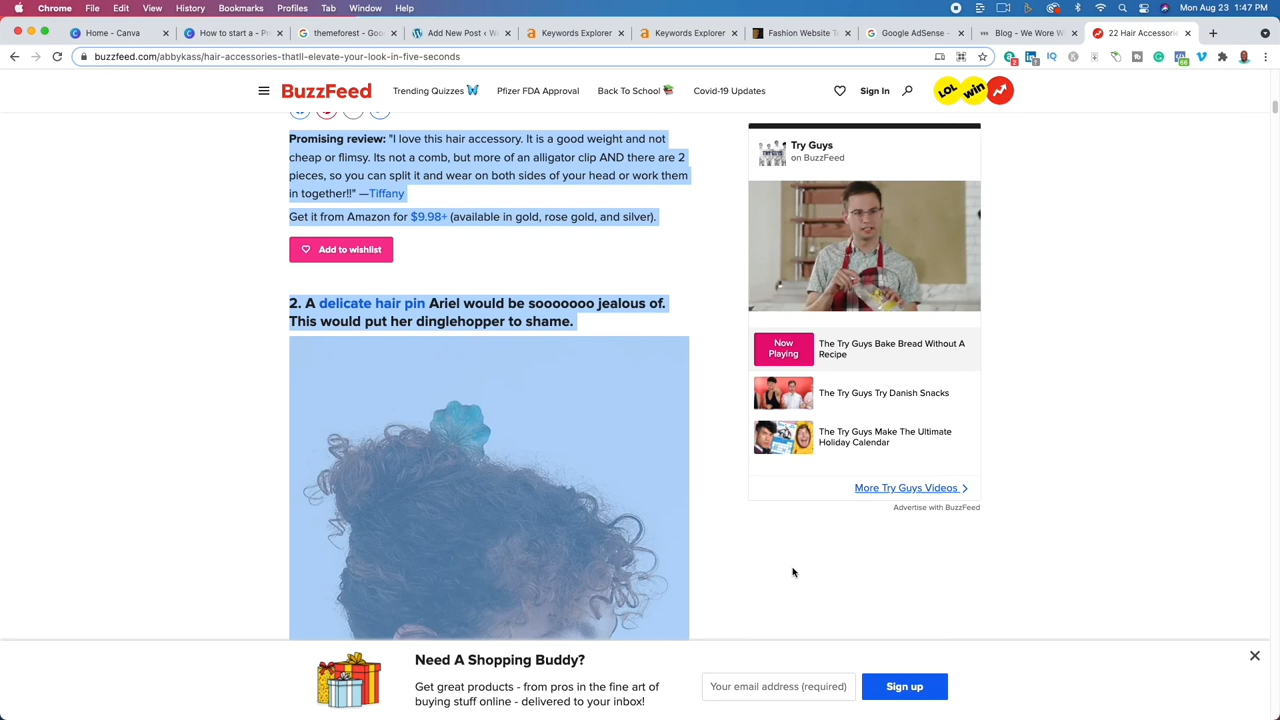 Chrome File Edit View History Bookmarks Profiles Tab Window Help
Mon Aug 23 1:47 PM
Home - Canva
How to start a - P
themeforest - Goo
Add New Post ‹ W
Keywords Explorer
Keywords Explorer
Fashion Website T
Google AdSense -
Blog - We Wore W
22 Hair Accessorie
buzzfeed.com/abbykass/hair-accessories-thatll-elevate-your-look-in-five-seconds
BuzzFeed
Trending Quizzes
Pfizer FDA Approval
Back To School
Covid-19 Updates
Sign In
LOL
win
Promising review: "I love this hair accessory. It is a good weight and not
cheap or flimsy. Its not a comb, but more of an alligator clip AND there are 2
pieces, so you can split it and wear on both sides of your head or work them
in together!!" —Tiffany
Get it from Amazon for $9.98+ (available in gold, rose gold, and silver).
Add to wishlist
2. A delicate hair pin Ariel would be sooooooo jealous of.
This would put her dinglehopper to shame.
Try Guys
on BuzzFeed
Now
Playing
The Try Guys Bake Bread Without A
Recipe
The Try Guys Try Danish Snacks
The Try Guys Make The Ultimate
Holiday Calendar
More Try Guys Videos
Advertise with BuzzFeed
Need A Shopping Buddy?
Get great products - from pros in the fine art of
buying stuff online - delivered to your inbox!
Your email address (required)
Sign up